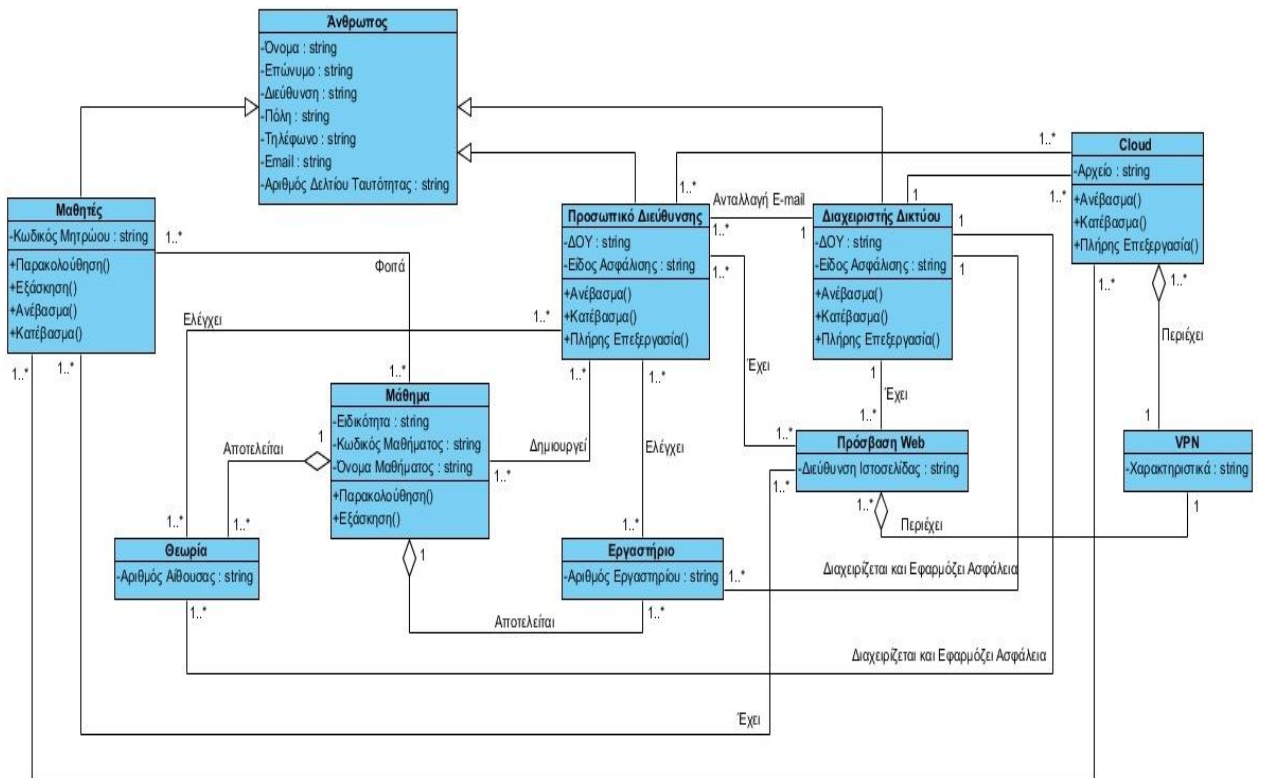 Άνθρωπος
-Όνομα : string
-Επώνυμο : string
-Διεύθυνση : string
-Πόλη : string
-Τηλέφωνο : string
-Email : string
-Αριθμός Δελτίου Ταυτότητας : string
Μαθητές
-Κωδικός Μητρώου : string
+Παρακολούθηση()
+Εξάσκηση()
+Ανέβασμα()
+Κατέβασμα()
1..*
Φοιτά
1..*
1..*
1..*
Προσωπικό Διεύθυνσης
-ΔΟΥ : string
-Είδος Ασφάλισης : string
+Ανέβασμα()
+Κατέβασμα()
+Πλήρης Επεξεργασία()
1..*
1..*
Ανταλλαγή E-mail
1..*
1
1..*
Διαχειριστής Δικτύου
-ΔΟΥ : string
-Είδος Ασφάλισης : string
+Ανέβασμα()
+Κατέβασμα()
+Πλήρης Επεξεργασία()
1
1..*
1
1
Cloud
-Αρχείο : string
+Ανέβασμα()
+Κατέβασμα()
+Πλήρης Επεξεργασία()
1..*
1..*
Περιέχει
1
Ελέγχει
1..*
1..*
1..*
Έχει
1..*
1
Έχει
1..*
Μάθημα
-Ειδικότητα : string
-Κωδικός Μαθήματος : string
-Όνομα Μαθήματος : string
+Παρακολούθηση()
+Εξάσκηση()
1
Αποτελείται
1..*
Δημιουργεί
Ελέγχει
Πρόσβαση Web
-Διεύθυνση Ιστοσελίδας : string
1..*
1..*
Περιέχει
VPN
-Χαρακτηριστικά : string
1
1..*
1..*
1
1..*
Θεωρία
-Αριθμός Αίθουσας : string
1..*
Εργαστήριο
-Αριθμός Εργαστηρίου : string
1..*
1..*
Αποτελείται
Διαχειρίζεται και Εφαρμόζει Ασφάλεια
Διαχειρίζεται και Εφαρμόζει Ασφάλεια
Έχει